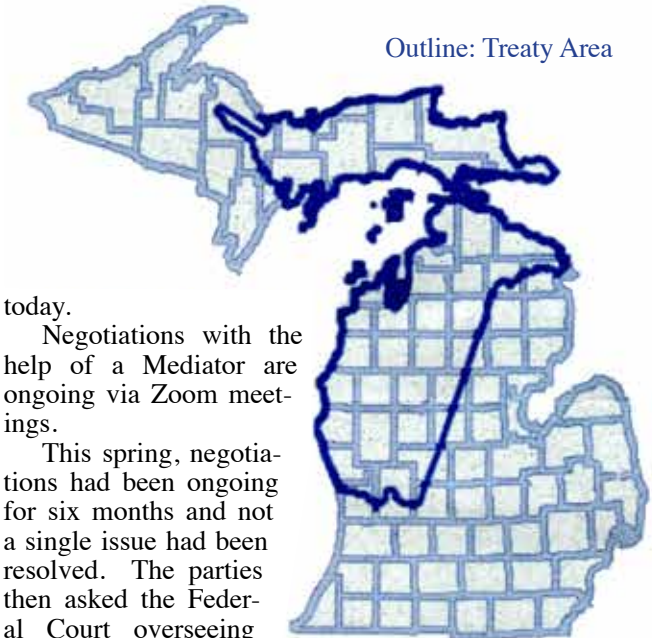 Outline: Treaty Area
today.
Negotiations with the
help of a Mediator are
ongoing via Zoom meet-
ings.
This spring, negotia-
tions had been ongoing
for six months and not
a single issue had been
resolved. The parties
then asked the Feder-
al Court overseeing